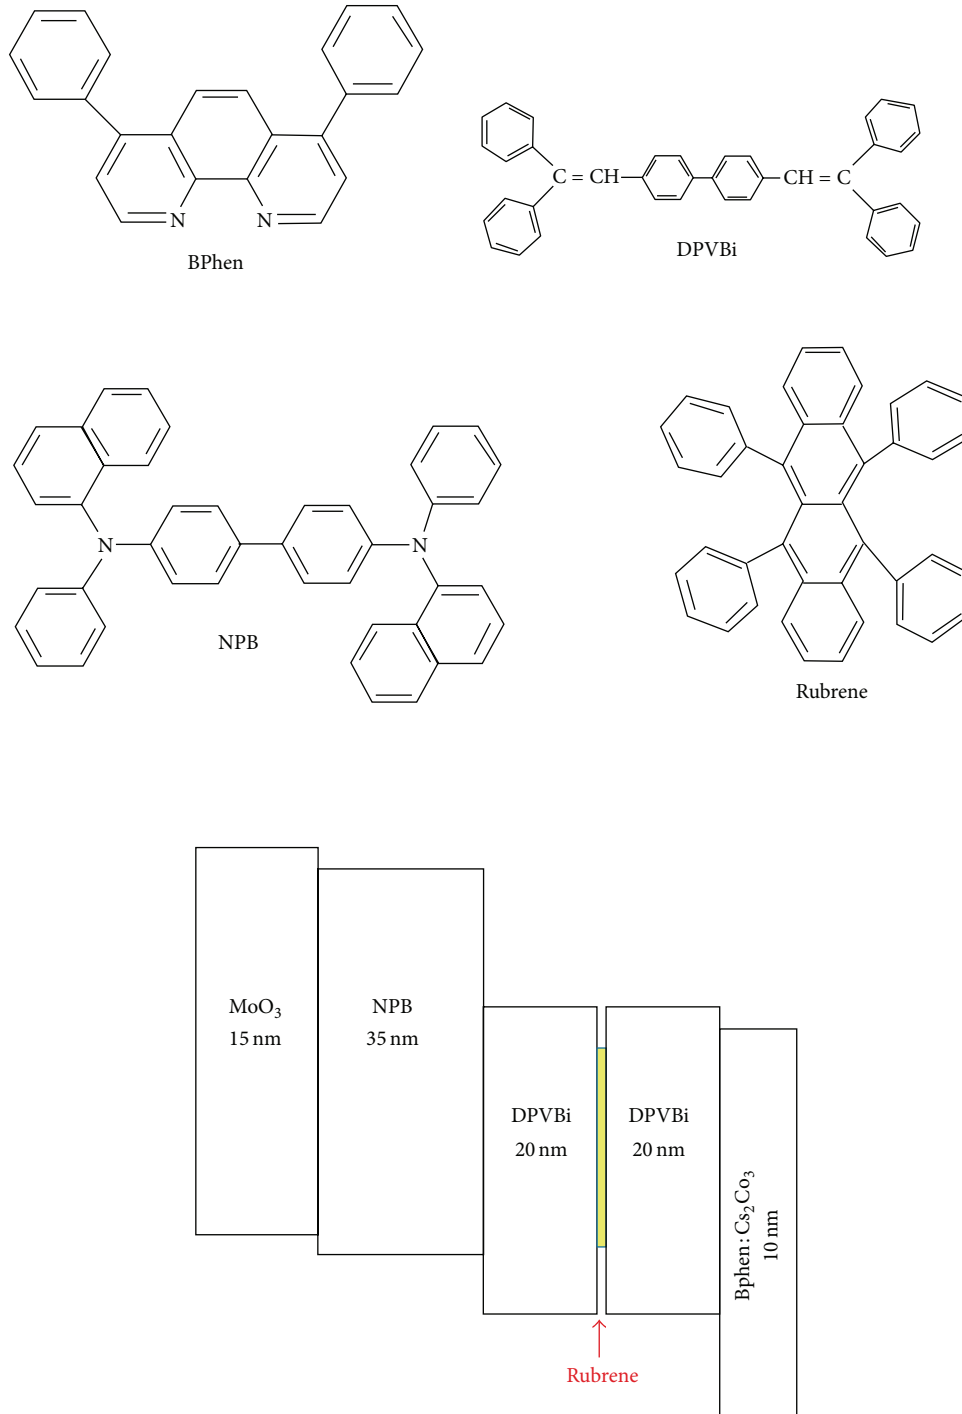 N
N
BPhen
C = CH
CH = C
DPVBi
N
N
NPB
Rubrene
MoO₃
15 nm
NPB
35 nm
DPVBi
20 nm
DPVBi
20 nm
Bphen : Cs₂Co₃
10 nm
Rubrene